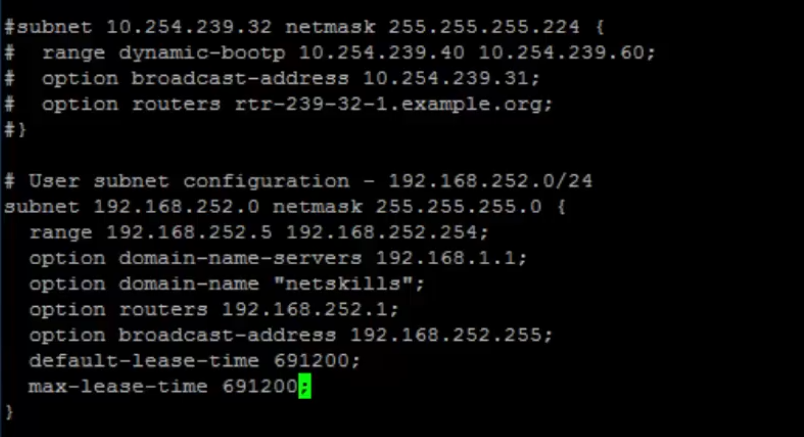 #subnet 10.254.239.32 netmask 255.255.255.224 {
#  range dynamic-bootp 10.254.239.40 10.254.239.60;
#  option broadcast-address 10.254.239.31;
#  option routers rtr-239-32-1.example.org;
#}
# User subnet configuration - 192.168.252.0/24
subnet 192.168.252.0 netmask 255.255.255.0 {
  range 192.168.252.5 192.168.252.254;
  option domain-name-servers 192.168.1.1;
  option domain-name "netskills";
  option routers 192.168.252.1;
  option broadcast-address 192.168.252.255;
  default-lease-time 691200;
  max-lease-time 691200;
}